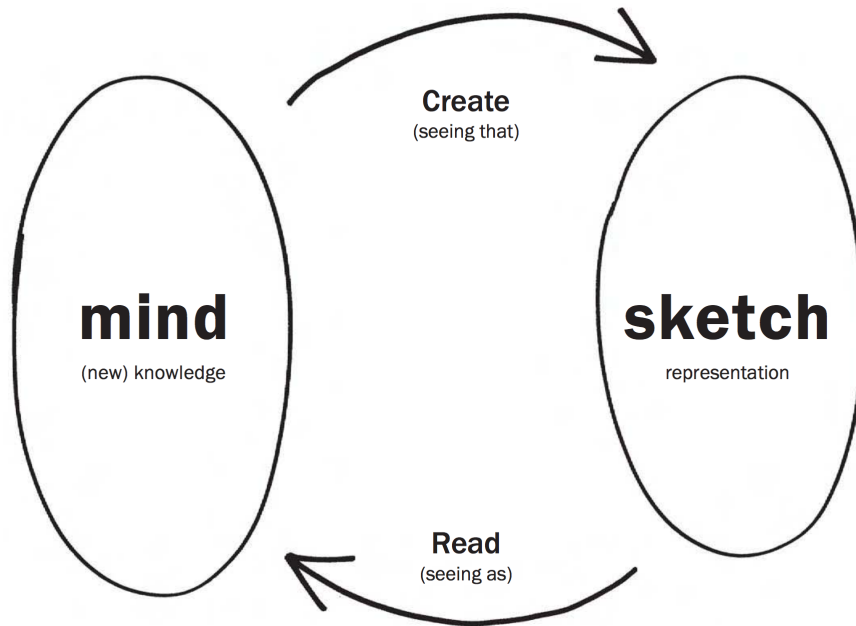 Create
(seeing that)
mind
(new) knowledge
sketch
representation
Read
(seeing as)